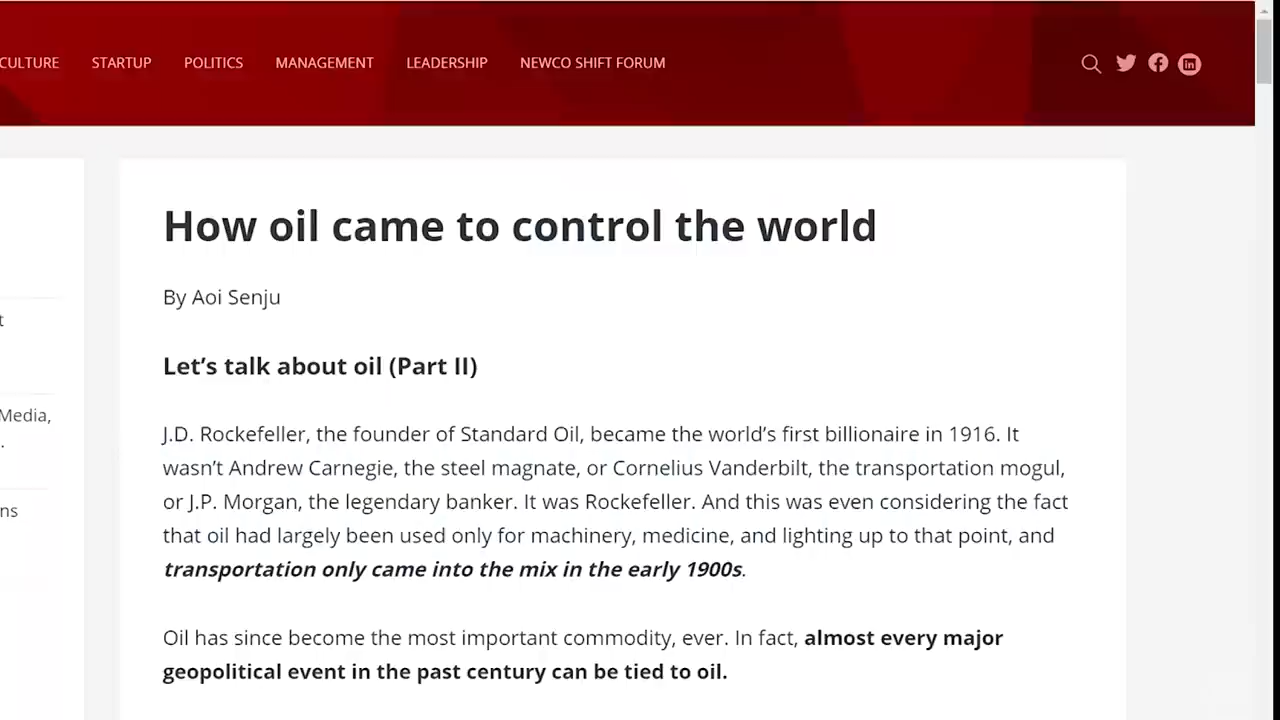 CULTURE STARTUP POLITICS MANAGEMENT LEADERSHIP NEWCO SHIFT FORUM
How oil came to control the world
By Aoi Senju
Let’s talk about oil (Part II)
J.D. Rockefeller, the founder of Standard Oil, became the world’s first billionaire in 1916. It
wasn’t Andrew Carnegie, the steel magnate, or Cornelius Vanderbilt, the transportation mogul,
or J.P. Morgan, the legendary banker. It was Rockefeller. And this was even considering the fact
that oil had largely been used only for machinery, medicine, and lighting up to that point, and
transportation only came into the mix in the early 1900s.
Oil has since become the most important commodity, ever. In fact, almost every major
geopolitical event in the past century can be tied to oil.
t
Media,
.
ns